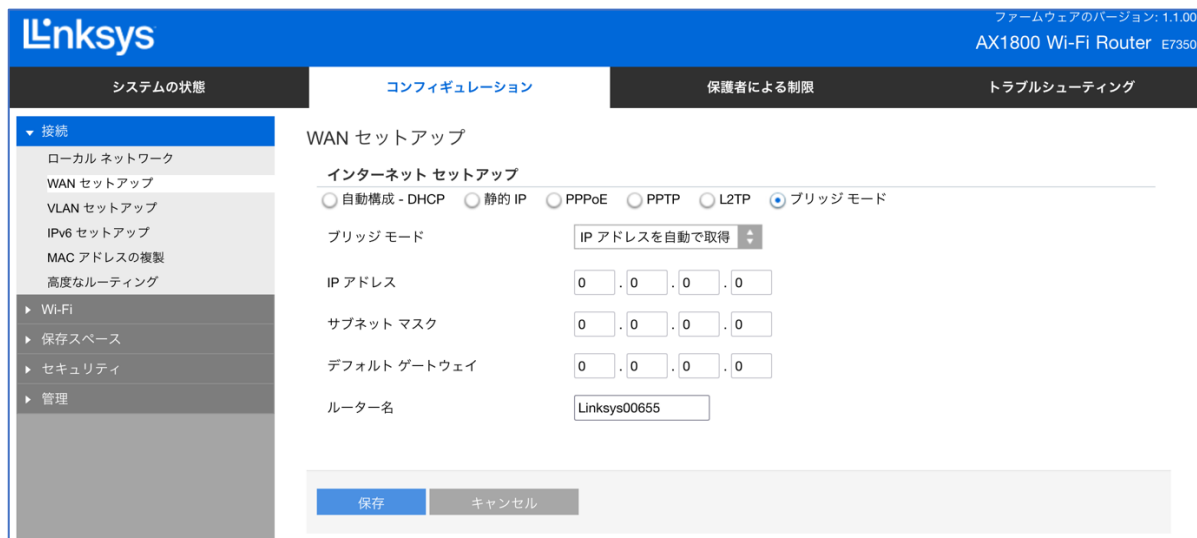 ファームウェアのバージョン: 1.1.00
Linksys
AX1800 Wi-Fi Router E7350
システムの状態 コンフィギュレーション 保護者による制限 トラブルシューティング
接続
ローカル ネットワーク
WAN セットアップ
VLAN セットアップ
IPv6 セットアップ
MAC アドレスの複製
高度なルーティング
Wi-Fi
保存スペース
セキュリティ
管理
WAN セットアップ
インターネット セットアップ
自動構成 - DHCP 静的 IP PPPoE PPTP L2TP ブリッジ モード
ブリッジ モード IP アドレスを自動で取得
IP アドレス 0 . 0 . 0 . 0
サブネット マスク 0 . 0 . 0 . 0
デフォルト ゲートウェイ 0 . 0 . 0 . 0
ルーター名 Linksys00655
保存 キャンセル